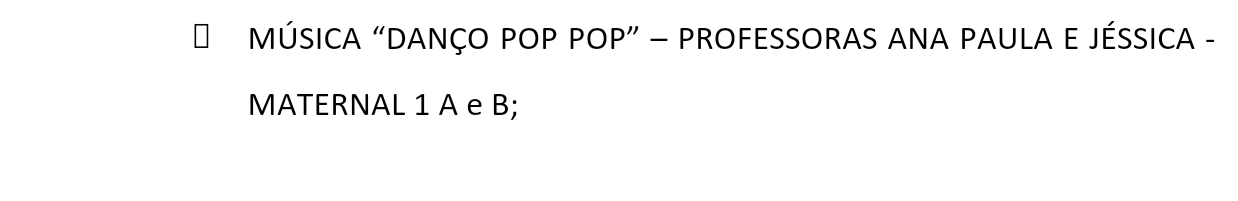 ▯ MÚSICA “DANÇO POP POP” – PROFESSORAS ANA PAULA E JÉSSICA -
MATERNAL 1 A e B;